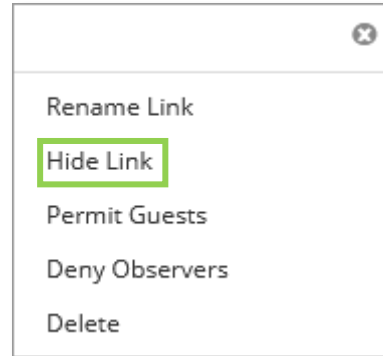 Rename Link
Hide Link
Permit Guests
Deny Observers
Delete